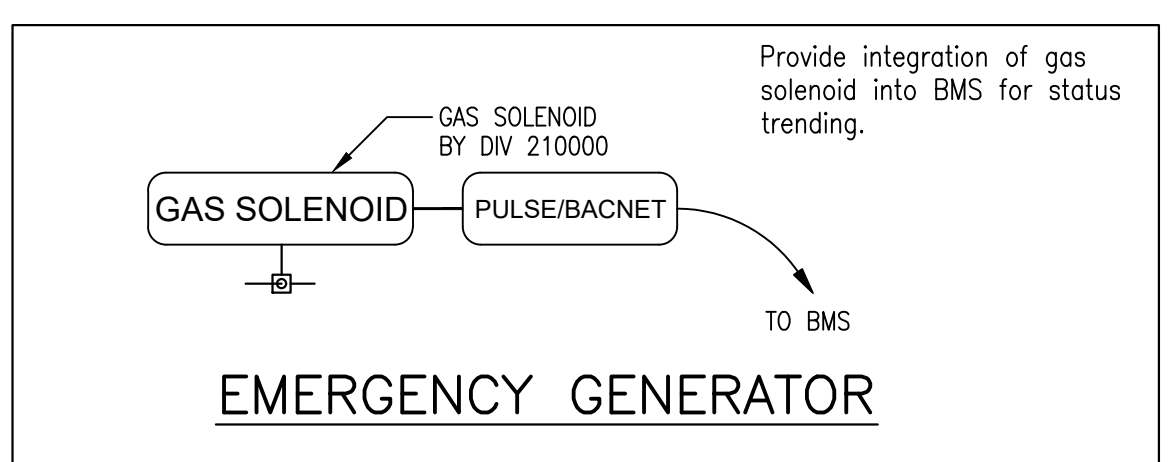 Provide integration of gas
solenoid into BMS for status
trending.
GAS SOLENOID
BY DIV 210000
GAS SOLENOID
PULSE/BACNET
TO BMS
EMERGENCY GENERATOR